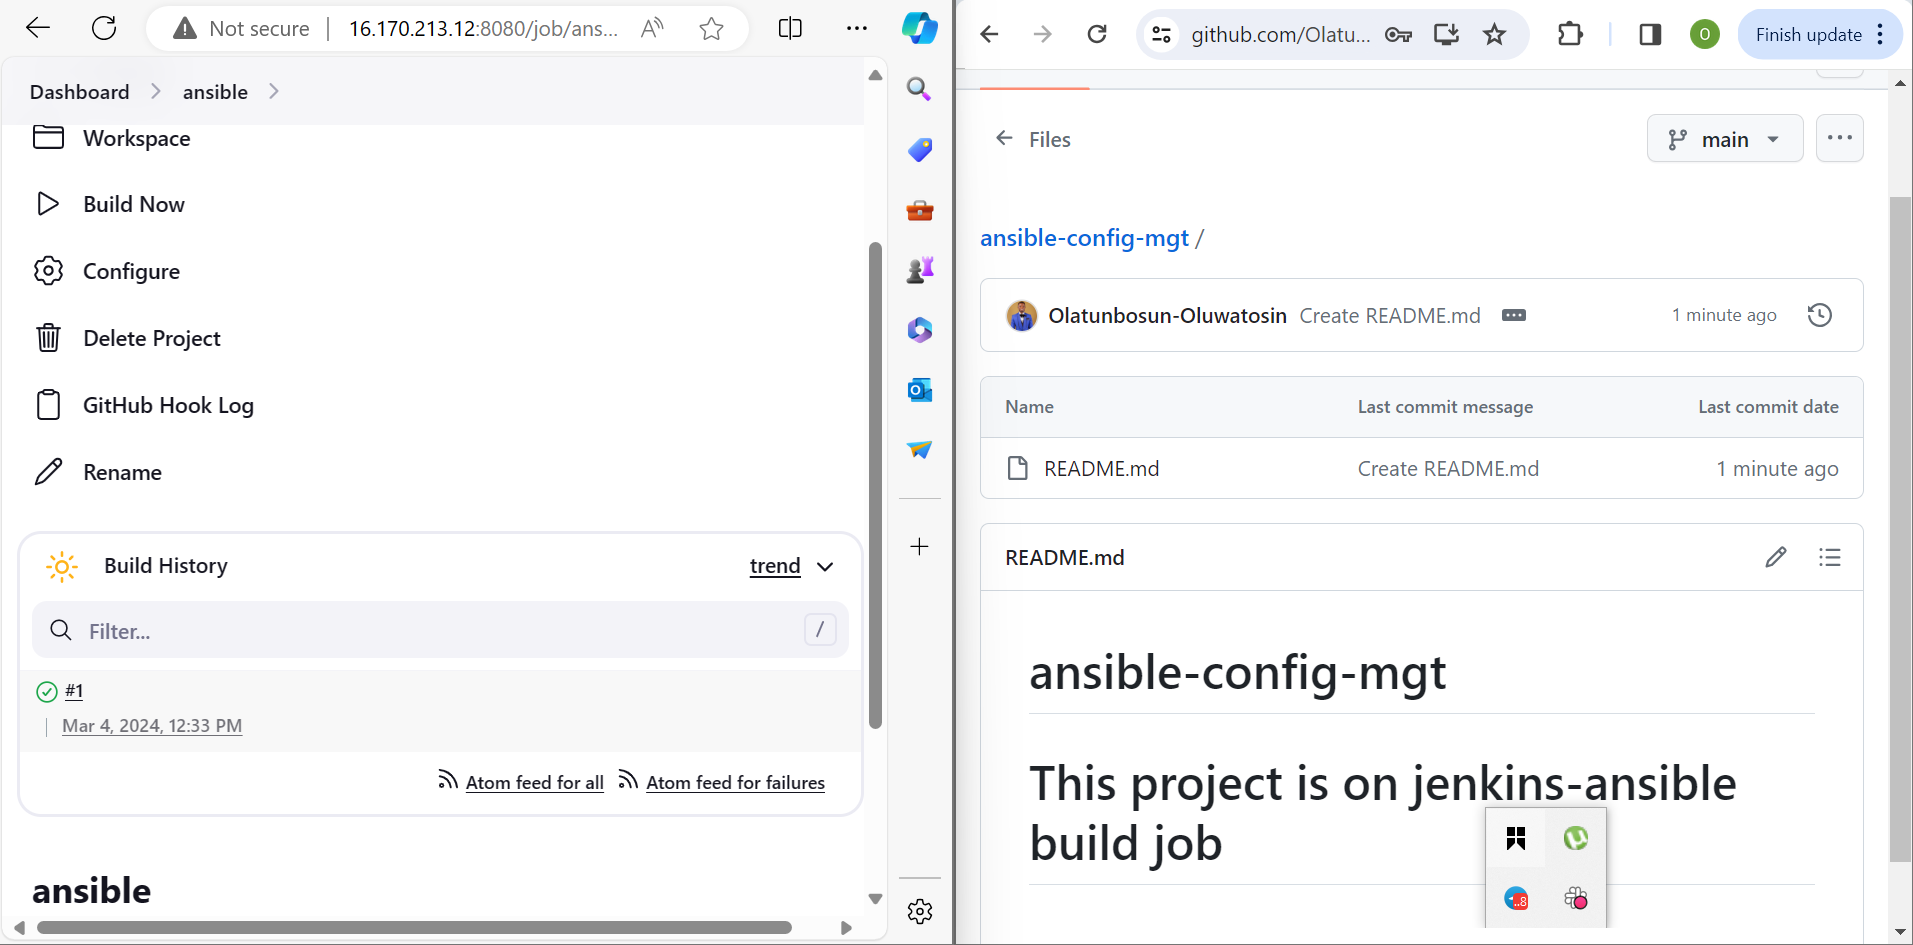 Not secure
16.170.213.12:8080/job/ans...
Dashboard
ansible
Workspace
Build Now
Configure
Delete Project
GitHub Hook Log
Rename
Build History
trend
Filter...
/
#1
Mar 4, 2024, 12:33 PM
Atom feed for all
Atom feed for failures
ansible
github.com/Olatu...
O
Finish update
Files
main
ansible-config-mgt /
Olatunbosun-Oluwatosin Create README.md
1 minute ago
Name Last commit message Last commit date
README.md Create README.md 1 minute ago
README.md
ansible-config-mgt
This project is on jenkins-ansible
build job
..8